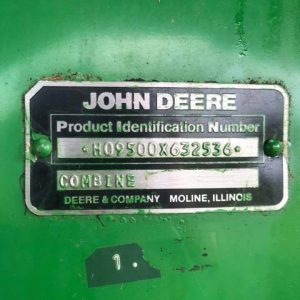 JOHN DEERE
Product Identification Number
*H09500X632536*
COMBINE
DEERE & COMPANY MOLINE, ILLINOIS
1.